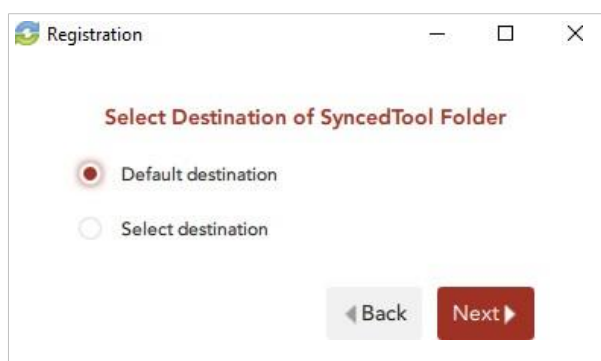 Registration
Select Destination of SyncedTool Folder
Default destination
Select destination
Back Next